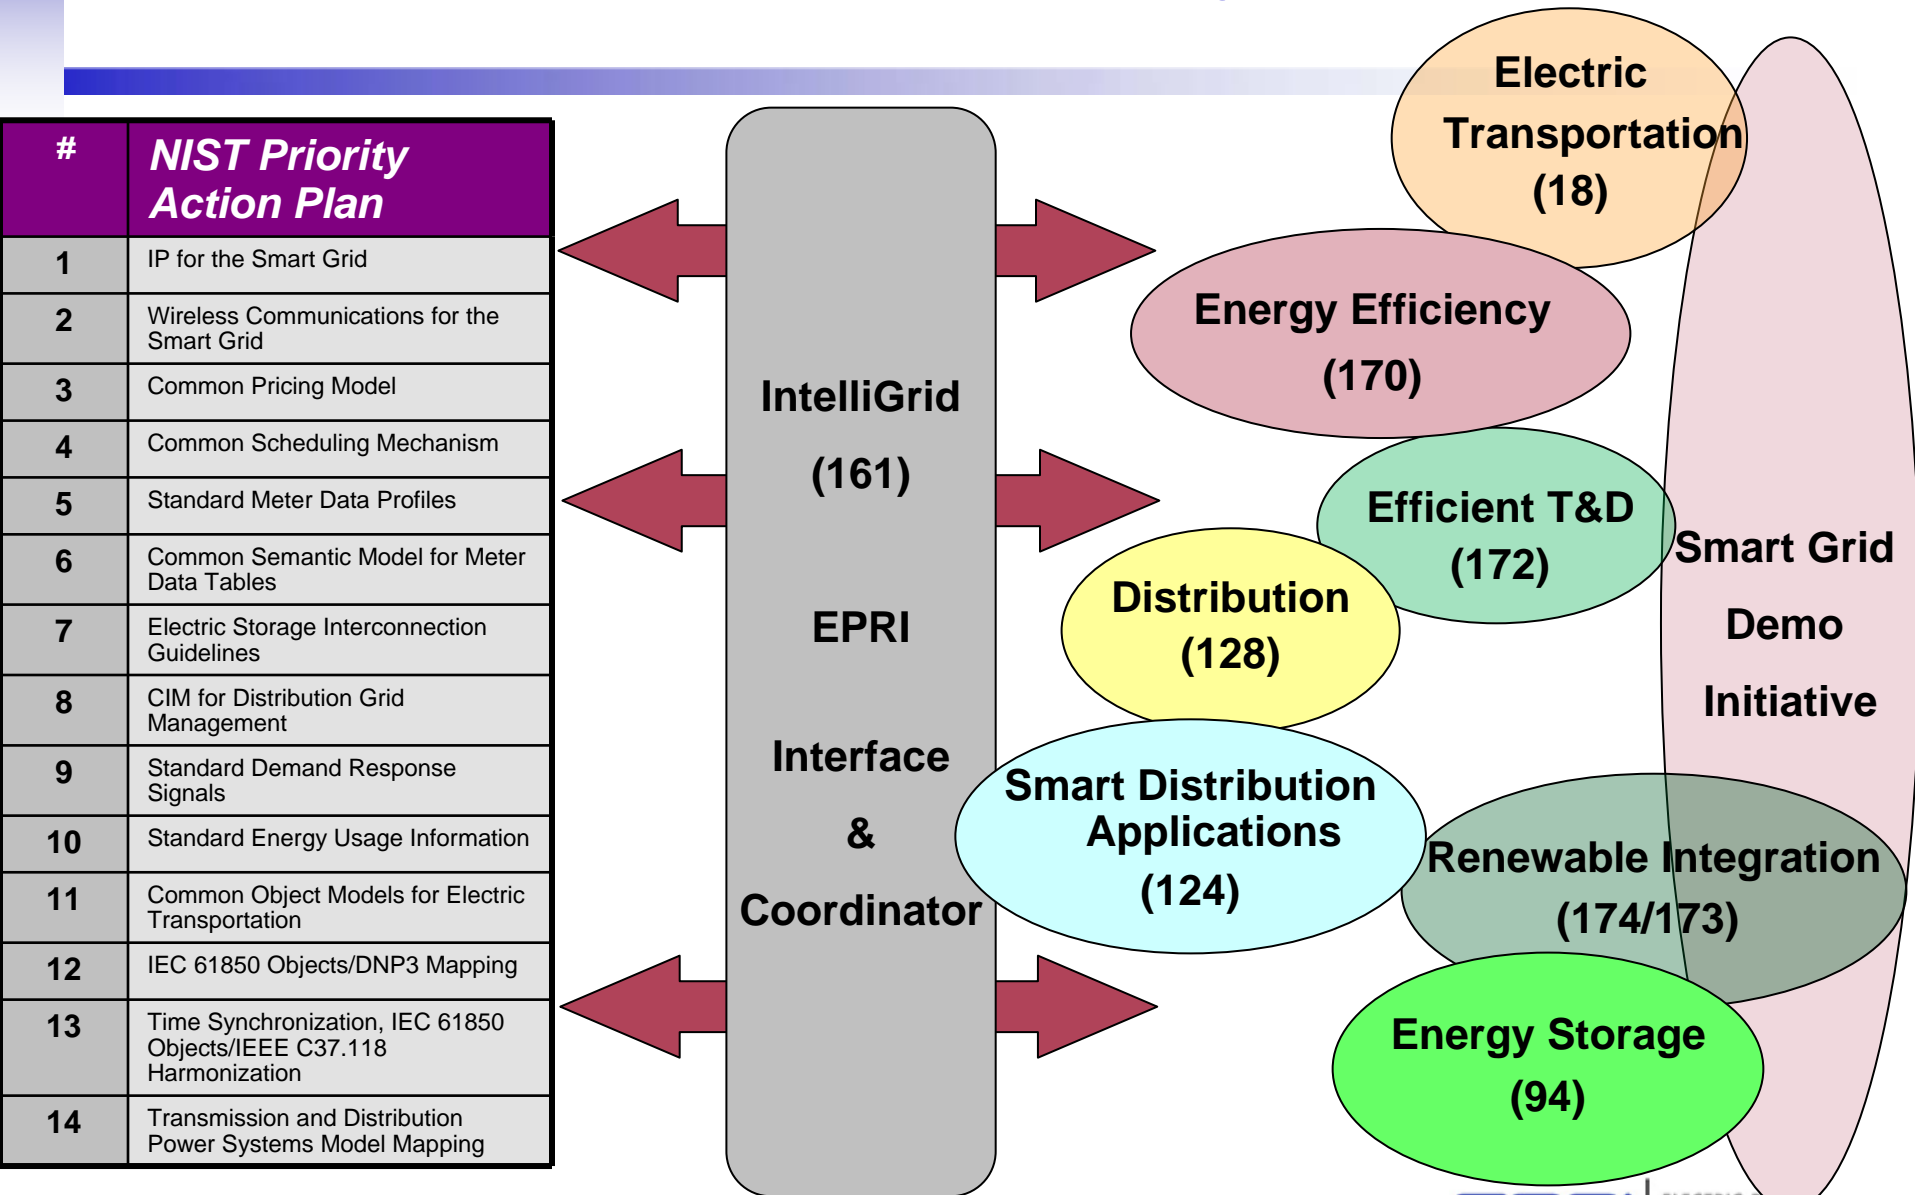 # NIST Priority
Action Plan
1 IP for the Smart Grid
2 Wireless Communications for the
Smart Grid
3 Common Pricing Model
4 Common Scheduling Mechanism
5 Standard Meter Data Profiles
6 Common Semantic Model for Meter
Data Tables
7 Electric Storage Interconnection
Guidelines
8 CIM for Distribution Grid
Management
9 Standard Demand Response
Signals
10 Standard Energy Usage Information
11 Common Object Models for Electric
Transportation
12 IEC 61850 Objects/DNP3 Mapping
13 Time Synchronization, IEC 61850
Objects/IEEE C37.118
Harmonization
14 Transmission and Distribution
Power Systems Model Mapping
IntelliGrid
(161)
EPRI
Interface
&
Coordinator
Electric
Transportation
(18)
Energy Efficiency
(170)
Efficient T&D
(172)
Distribution
(128)
Smart Distribution
Applications
(124)
Renewable Integration
(174/173)
Energy Storage
(94)
Smart Grid
Demo
Initiative